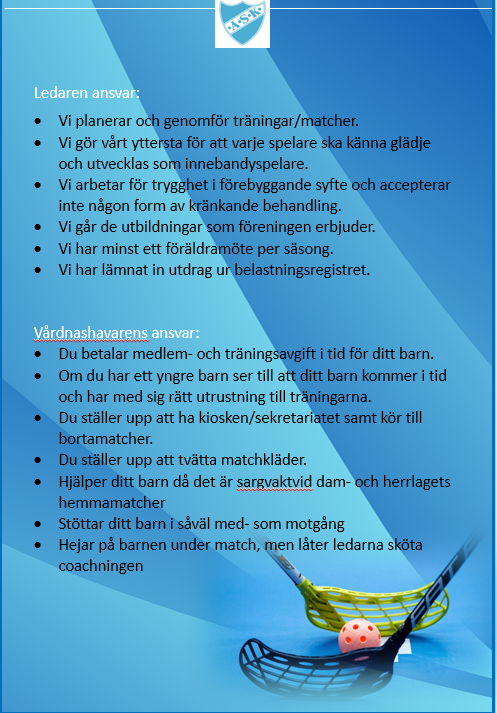 A.S.K
Ledaren ansvar:
• Vi planerar och genomför träningar/matcher.
• Vi gör vårt yttersta för att varje spelare ska känna glädje
och utvecklas som innebandyspelare.
• Vi arbetar för trygghet i förebyggande syfte och accepterar
inte någon form av kränkande behandling.
• Vi går de utbildningar som föreningen erbjuder.
• Vi har minst ett föräldramöte per säsong.
• Vi har lämnat in utdrag ur belastningsregistret.
Vårdnashavarens ansvar:
• Du betalar medlem- och träningsavgift i tid för ditt barn.
• Om du har ett yngre barn ser till att ditt barn kommer i tid
och har med sig rätt utrustning till träningarna.
• Du ställer upp att ha kiosken/sekretariatet samt kör till
bortamatcher.
• Du ställer upp att tvätta matchkläder.
• Hjälper ditt barn då det är sargvaktvid dam- och herrlagets
hemmamatcher
• Stöttar ditt barn i såväl med- som motgång
• Hejar på barnen under match, men låter ledarna sköta
coachningen